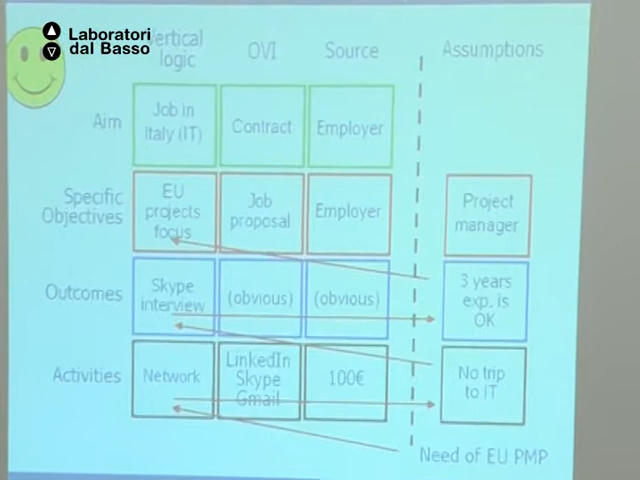 Laboratori
dal Basso
Vertical
logic
OVI
Source
Assumptions
Aim
Job in
Italy (IT)
Contract
Employer
Specific
Objectives
EU
projects
focus
Job
proposal
Employer
Project
manager
Outcomes
Skype
interview
(obvious)
(obvious)
3 years
exp. is
OK
Activities
Network
LinkedIn
Skype
Gmail
100€
No trip
to IT
Need of EU PMP